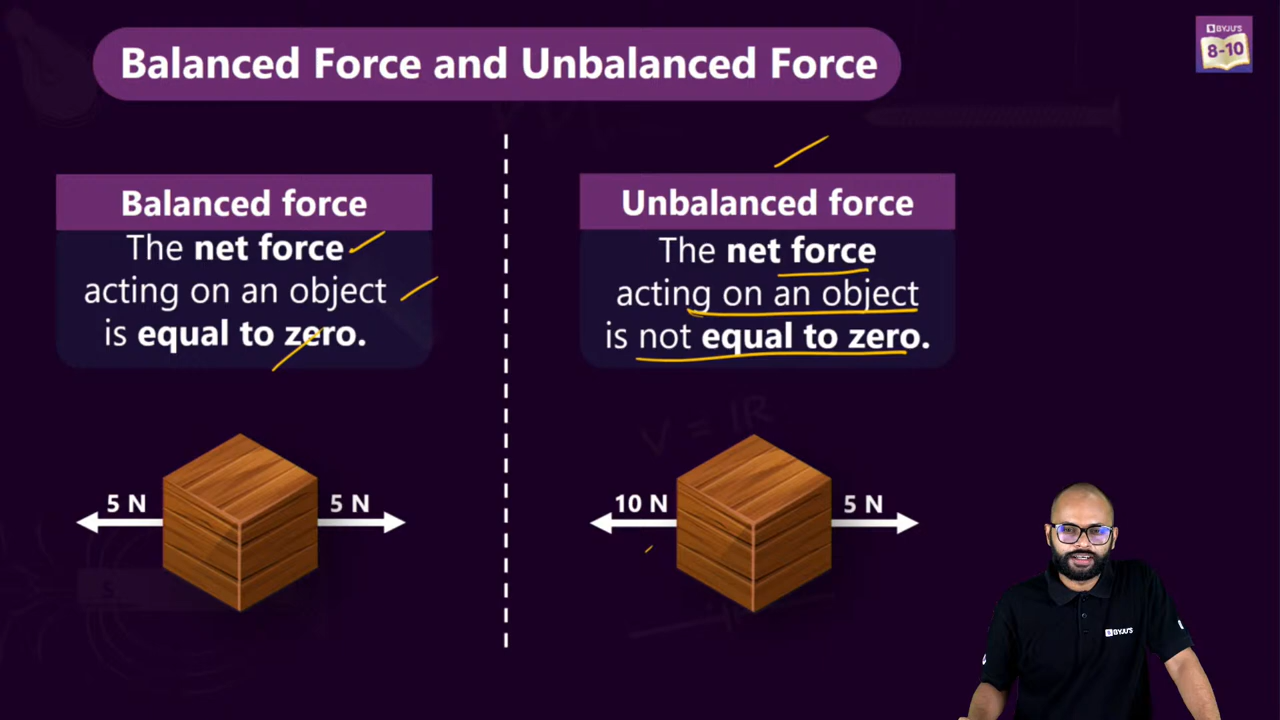 Balanced Force and Unbalanced Force
BYJU'S
8-10
Balanced force
The net force
acting on an object
is equal to zero.
Unbalanced force
The net force
acting on an object
is not equal to zero.
V = IR
5 N
5 N
10 N
5 N
BYJU'S